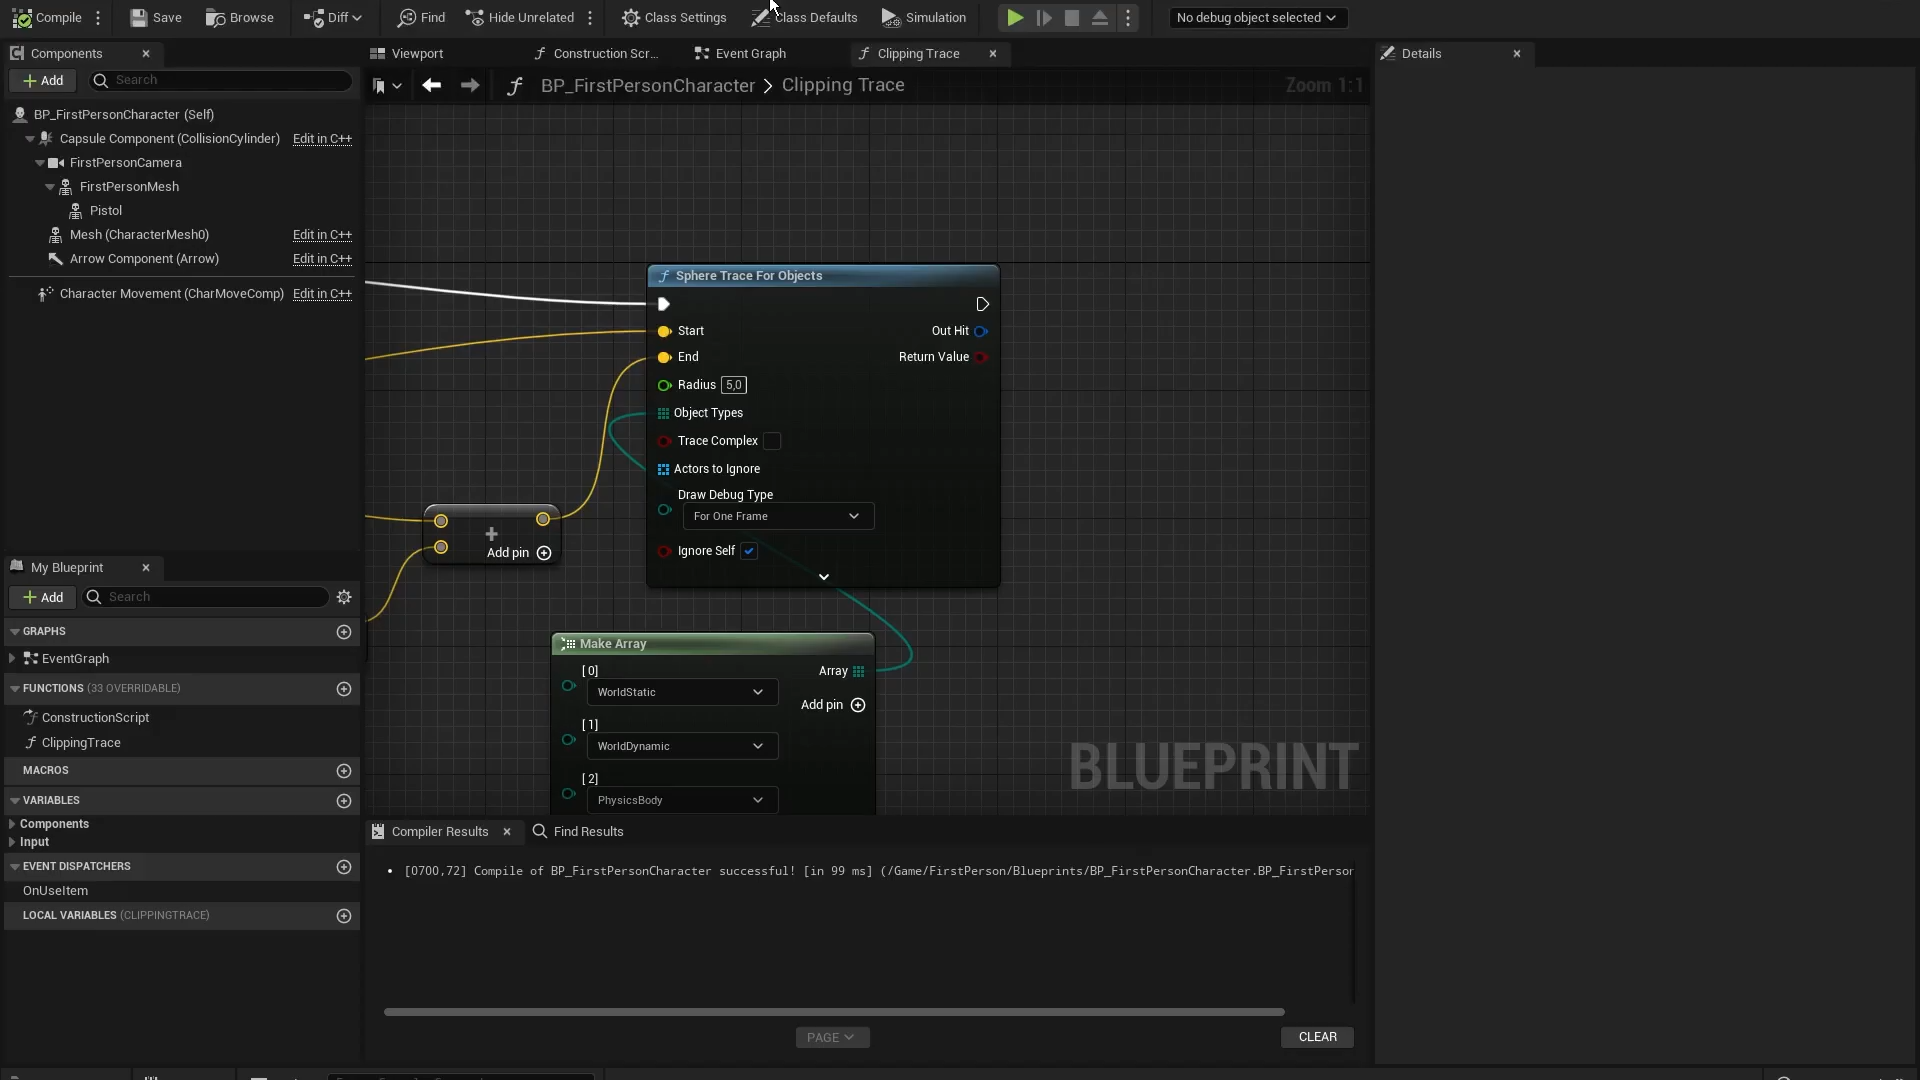 Compile
Save
Browse
Diff
Find
Hide Unrelated
Class Settings
Class Defaults
Simulation
No debug object selected
Components
Viewport
Construction Scr...
Event Graph
Clipping Trace
Details
Add
Search
BP_FirstPersonCharacter
Clipping Trace
Zoom 1:1
BP_FirstPersonCharacter (Self)
Capsule Component (CollisionCylinder)
Edit in C++
FirstPersonCamera
FirstPersonMesh
Pistol
Mesh (CharacterMesh0)
Edit in C++
Arrow Component (Arrow)
Edit in C++
Character Movement (CharMoveComp)
Edit in C++
Sphere Trace For Objects
Start
Out Hit
End
Return Value
Radius
5,0
Object Types
Trace Complex
Actors to Ignore
Draw Debug Type
For One Frame
Ignore Self
Add pin
Make Array
[0]
Array
WorldStatic
Add pin
[1]
WorldDynamic
[2]
PhysicsBody
BLUEPRINT
My Blueprint
Add
Search
GRAPHS
EventGraph
FUNCTIONS (33 OVERRIDABLE)
ConstructionScript
ClippingTrace
MACROS
VARIABLES
Components
Input
EVENT DISPATCHERS
OnUseItem
LOCAL VARIABLES (CLIPPINGTRACE)
Compiler Results
Find Results
[0700,72] Compile of BP_FirstPersonCharacter successful! [in 99 ms] (/Game/FirstPerson/Blueprints/BP_FirstPersonCharacter.BP_FirstPerson
PAGE
CLEAR